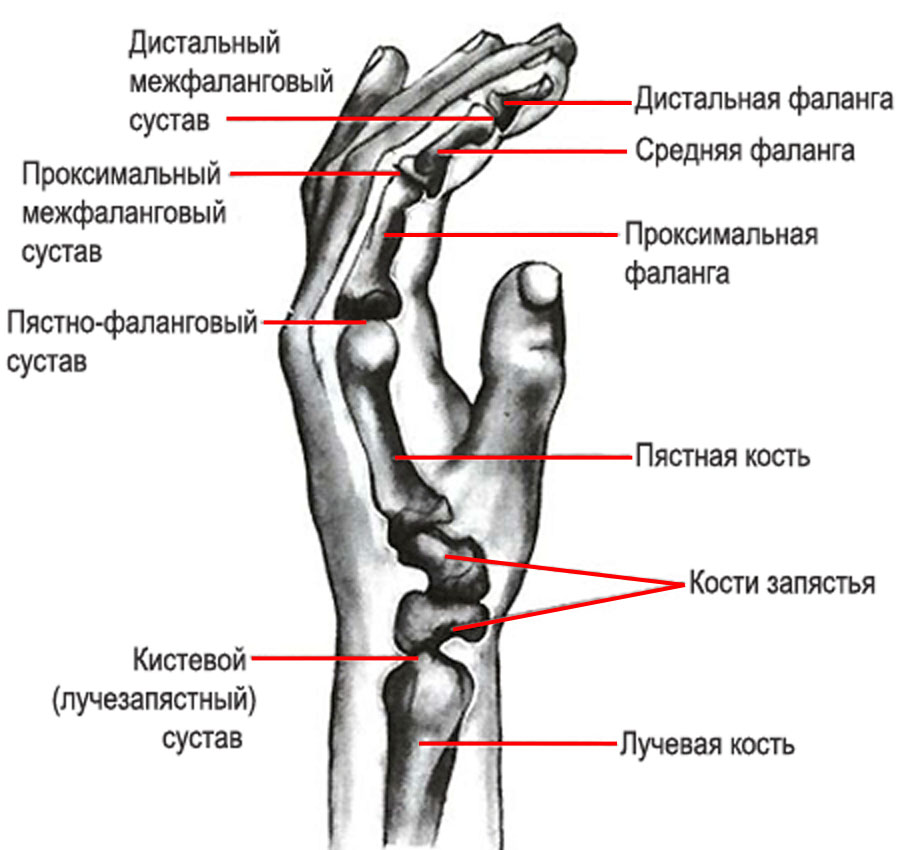 Дистальный
межфаланговый
сустав
Дистальная фаланга
Средняя фаланга
Проксимальный
межфаланговый
сустав
Проксимальная
фаланга
Пястно-фаланговый
сустав
Пястная кость
Кости запястья
Кистевой
(лучезапястный)
сустав
Лучевая кость